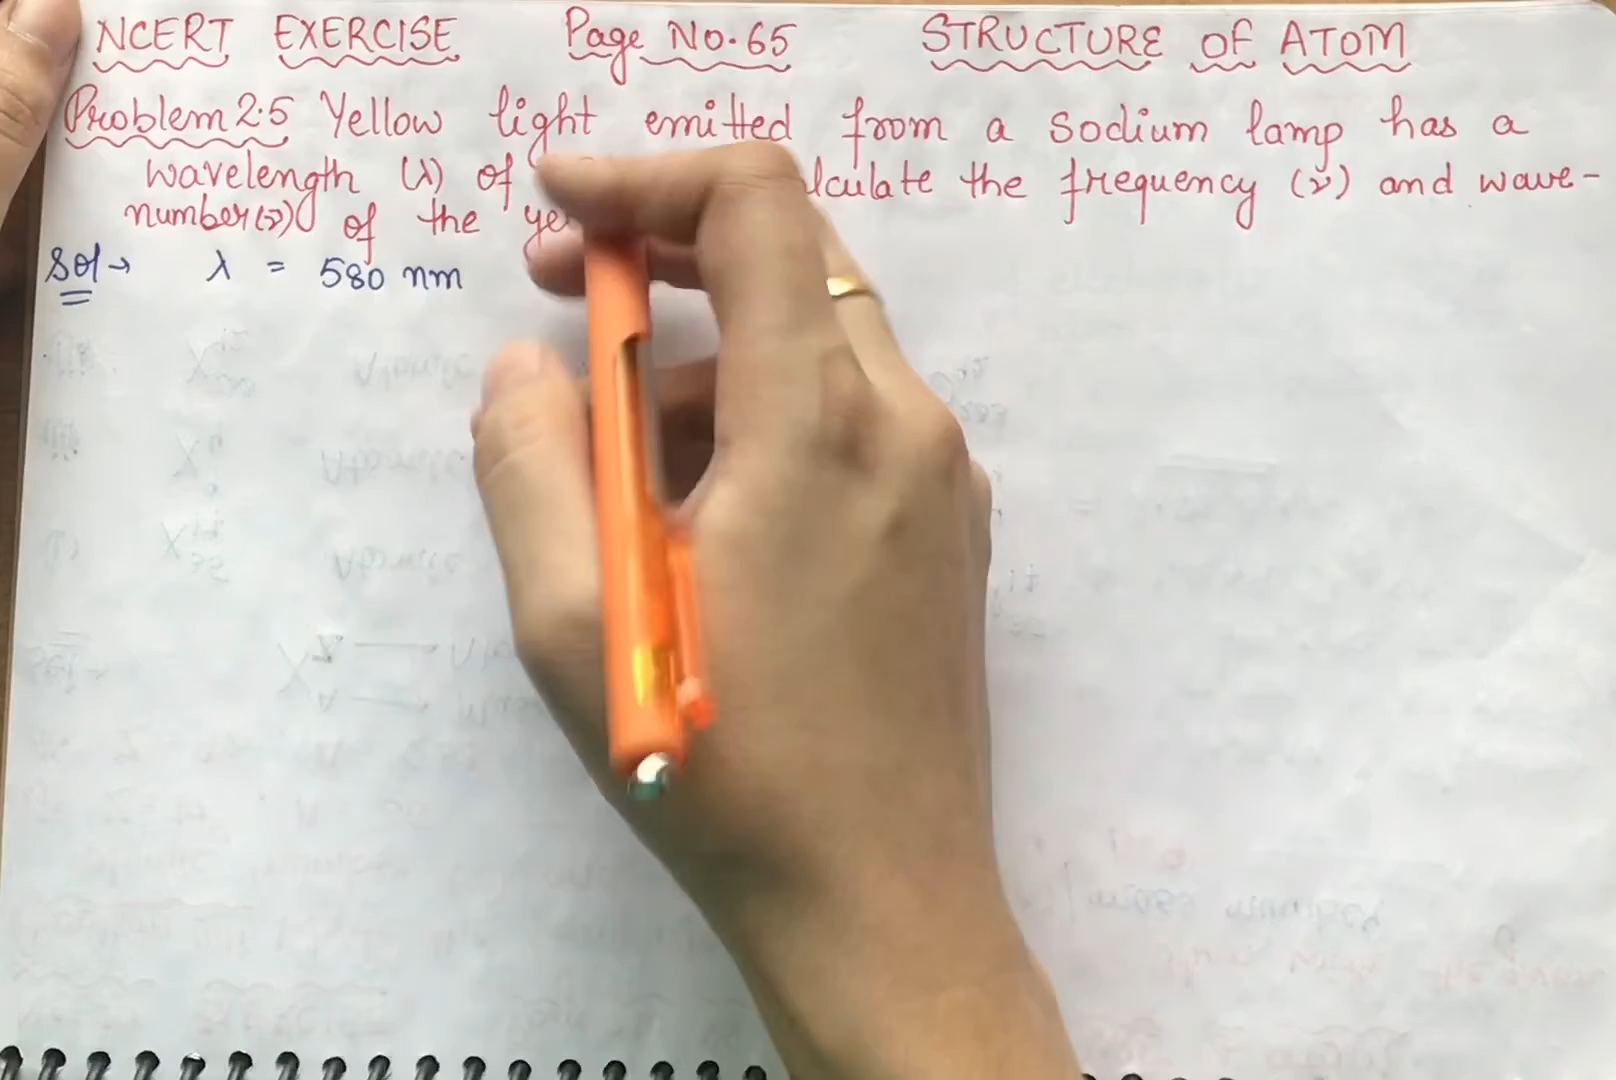 NCERT EXERCISE Page No.65 STRUCTURE OF ATOM
Problem 2.5 Yellow light emitted from a sodium lamp has a
wavelength (λ) of the frequency (ν) and wave-
number(ν) of the
Sol→ λ = 580 nm